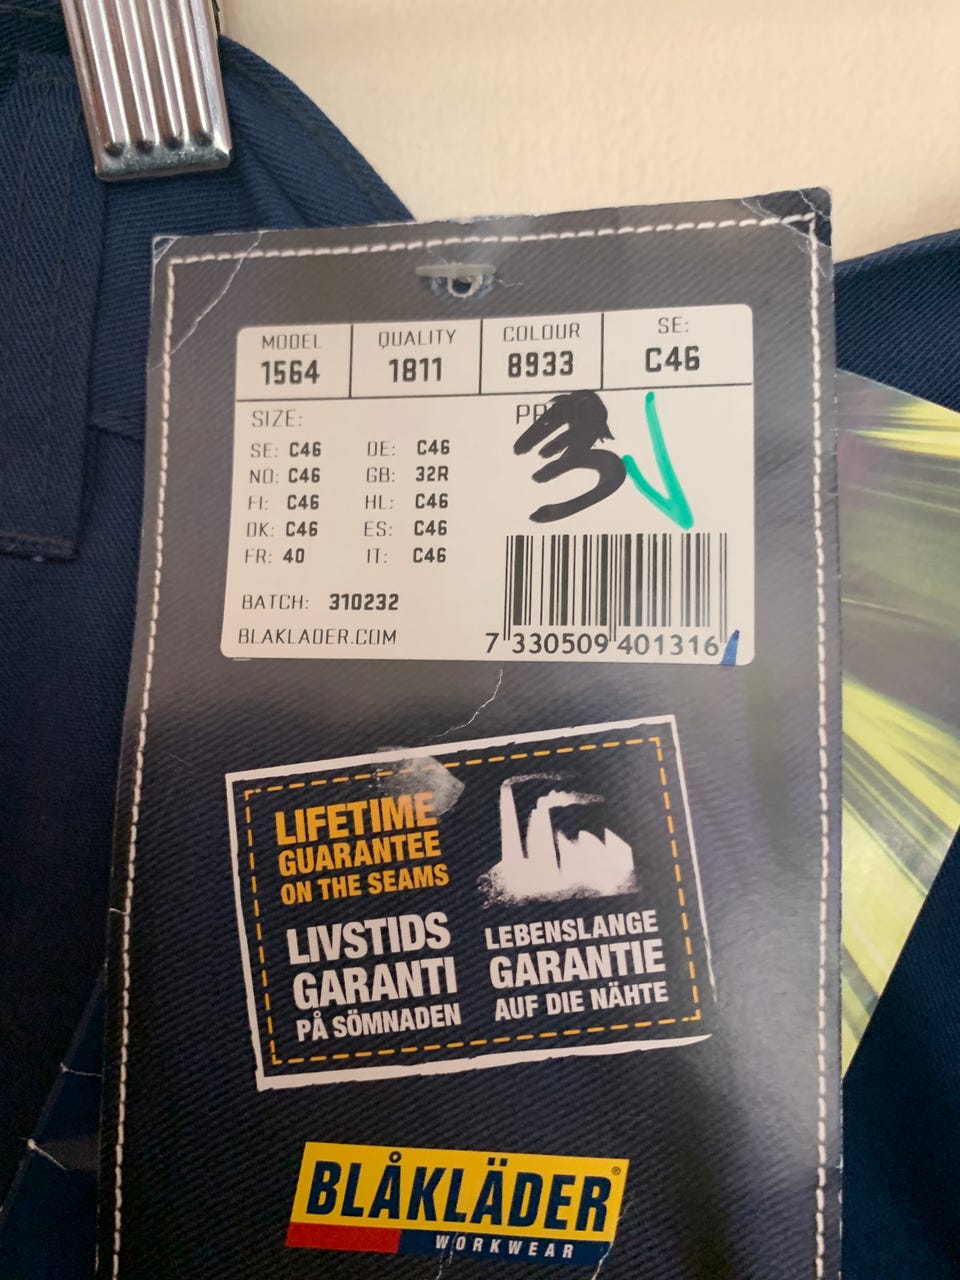 MODEL QUALITY COLOUR SE:
1564 1811 8933 C46
SIZE:
SE: C46 DE: C46
NO: C46 GB: 32R
FI: C46 HL: C46
DK: C46 ES: C46
FR: 40 IT: C46
3
BATCH: 310232
BLAKLADER.COM
7 330509 401316
LIFETIME
GUARANTEE
ON THE SEAMS
LIVSTIDS
GARANTI
PÅ SÖMNADEN
LEBENSLANGE
GARANTIE
AUF DIE NÄHTE
BLÅKLÄDER®
WORKWEAR